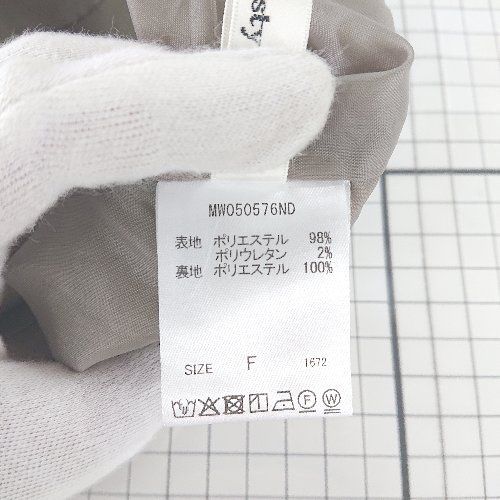 sty
MW050576ND
表地 ポリエステル 98%
ポリウレタン 2%
裏地 ポリエステル 100%
SIZE F 1672
F W